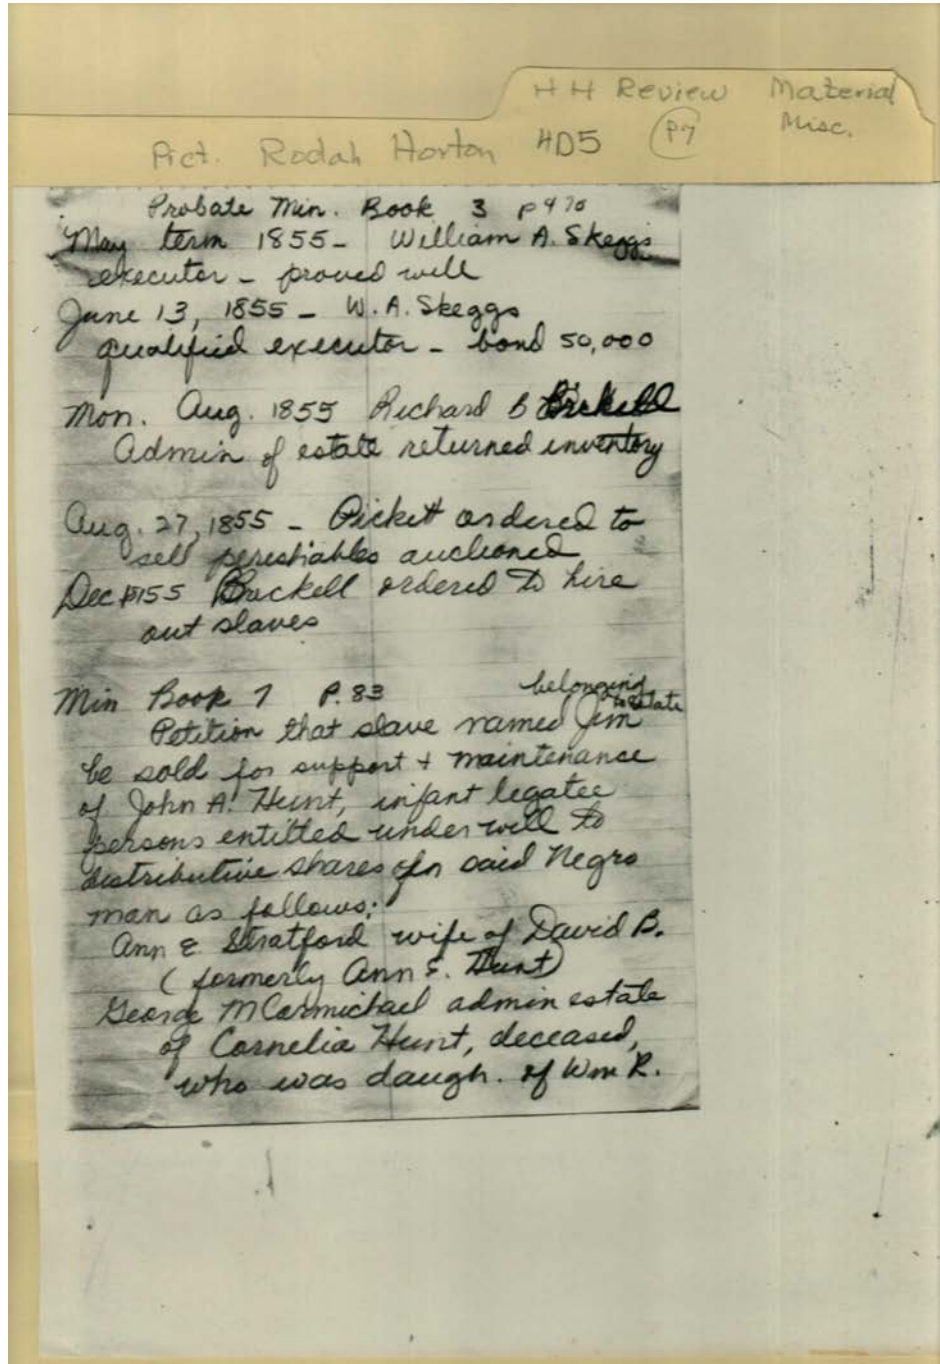 HH Review Material
Pict. Rodah Horton 4D5 P7 Misc.
Probate Min. Book 3 p470
May term 1855 - William A. Skeggs
executor - proved will
June 13, 1855 - W. A. Skeggs
qualified executor - bond 50,000
Mon. Aug. 1855 Richard B
Admin of estate returned inventory
Aug. 27, 1855 - Pickett ordered to
sell perishables auctioned
Dec 1855 Brickell ordered to hire
out slaves
Min Book 7 P. 83 belonging to estate
Petition that slave named Jim
be sold for support + maintenance
of John A. Hunt, infant legatee
persons entitled under will to
distributive shares in said Negro
man as follows:
Ann E. Stratford wife of David B.
(formerly Ann E. Hunt)
George McCarmichael admin estate
of Cornelia Hunt, deceased,
who was daugh. of Wm R.